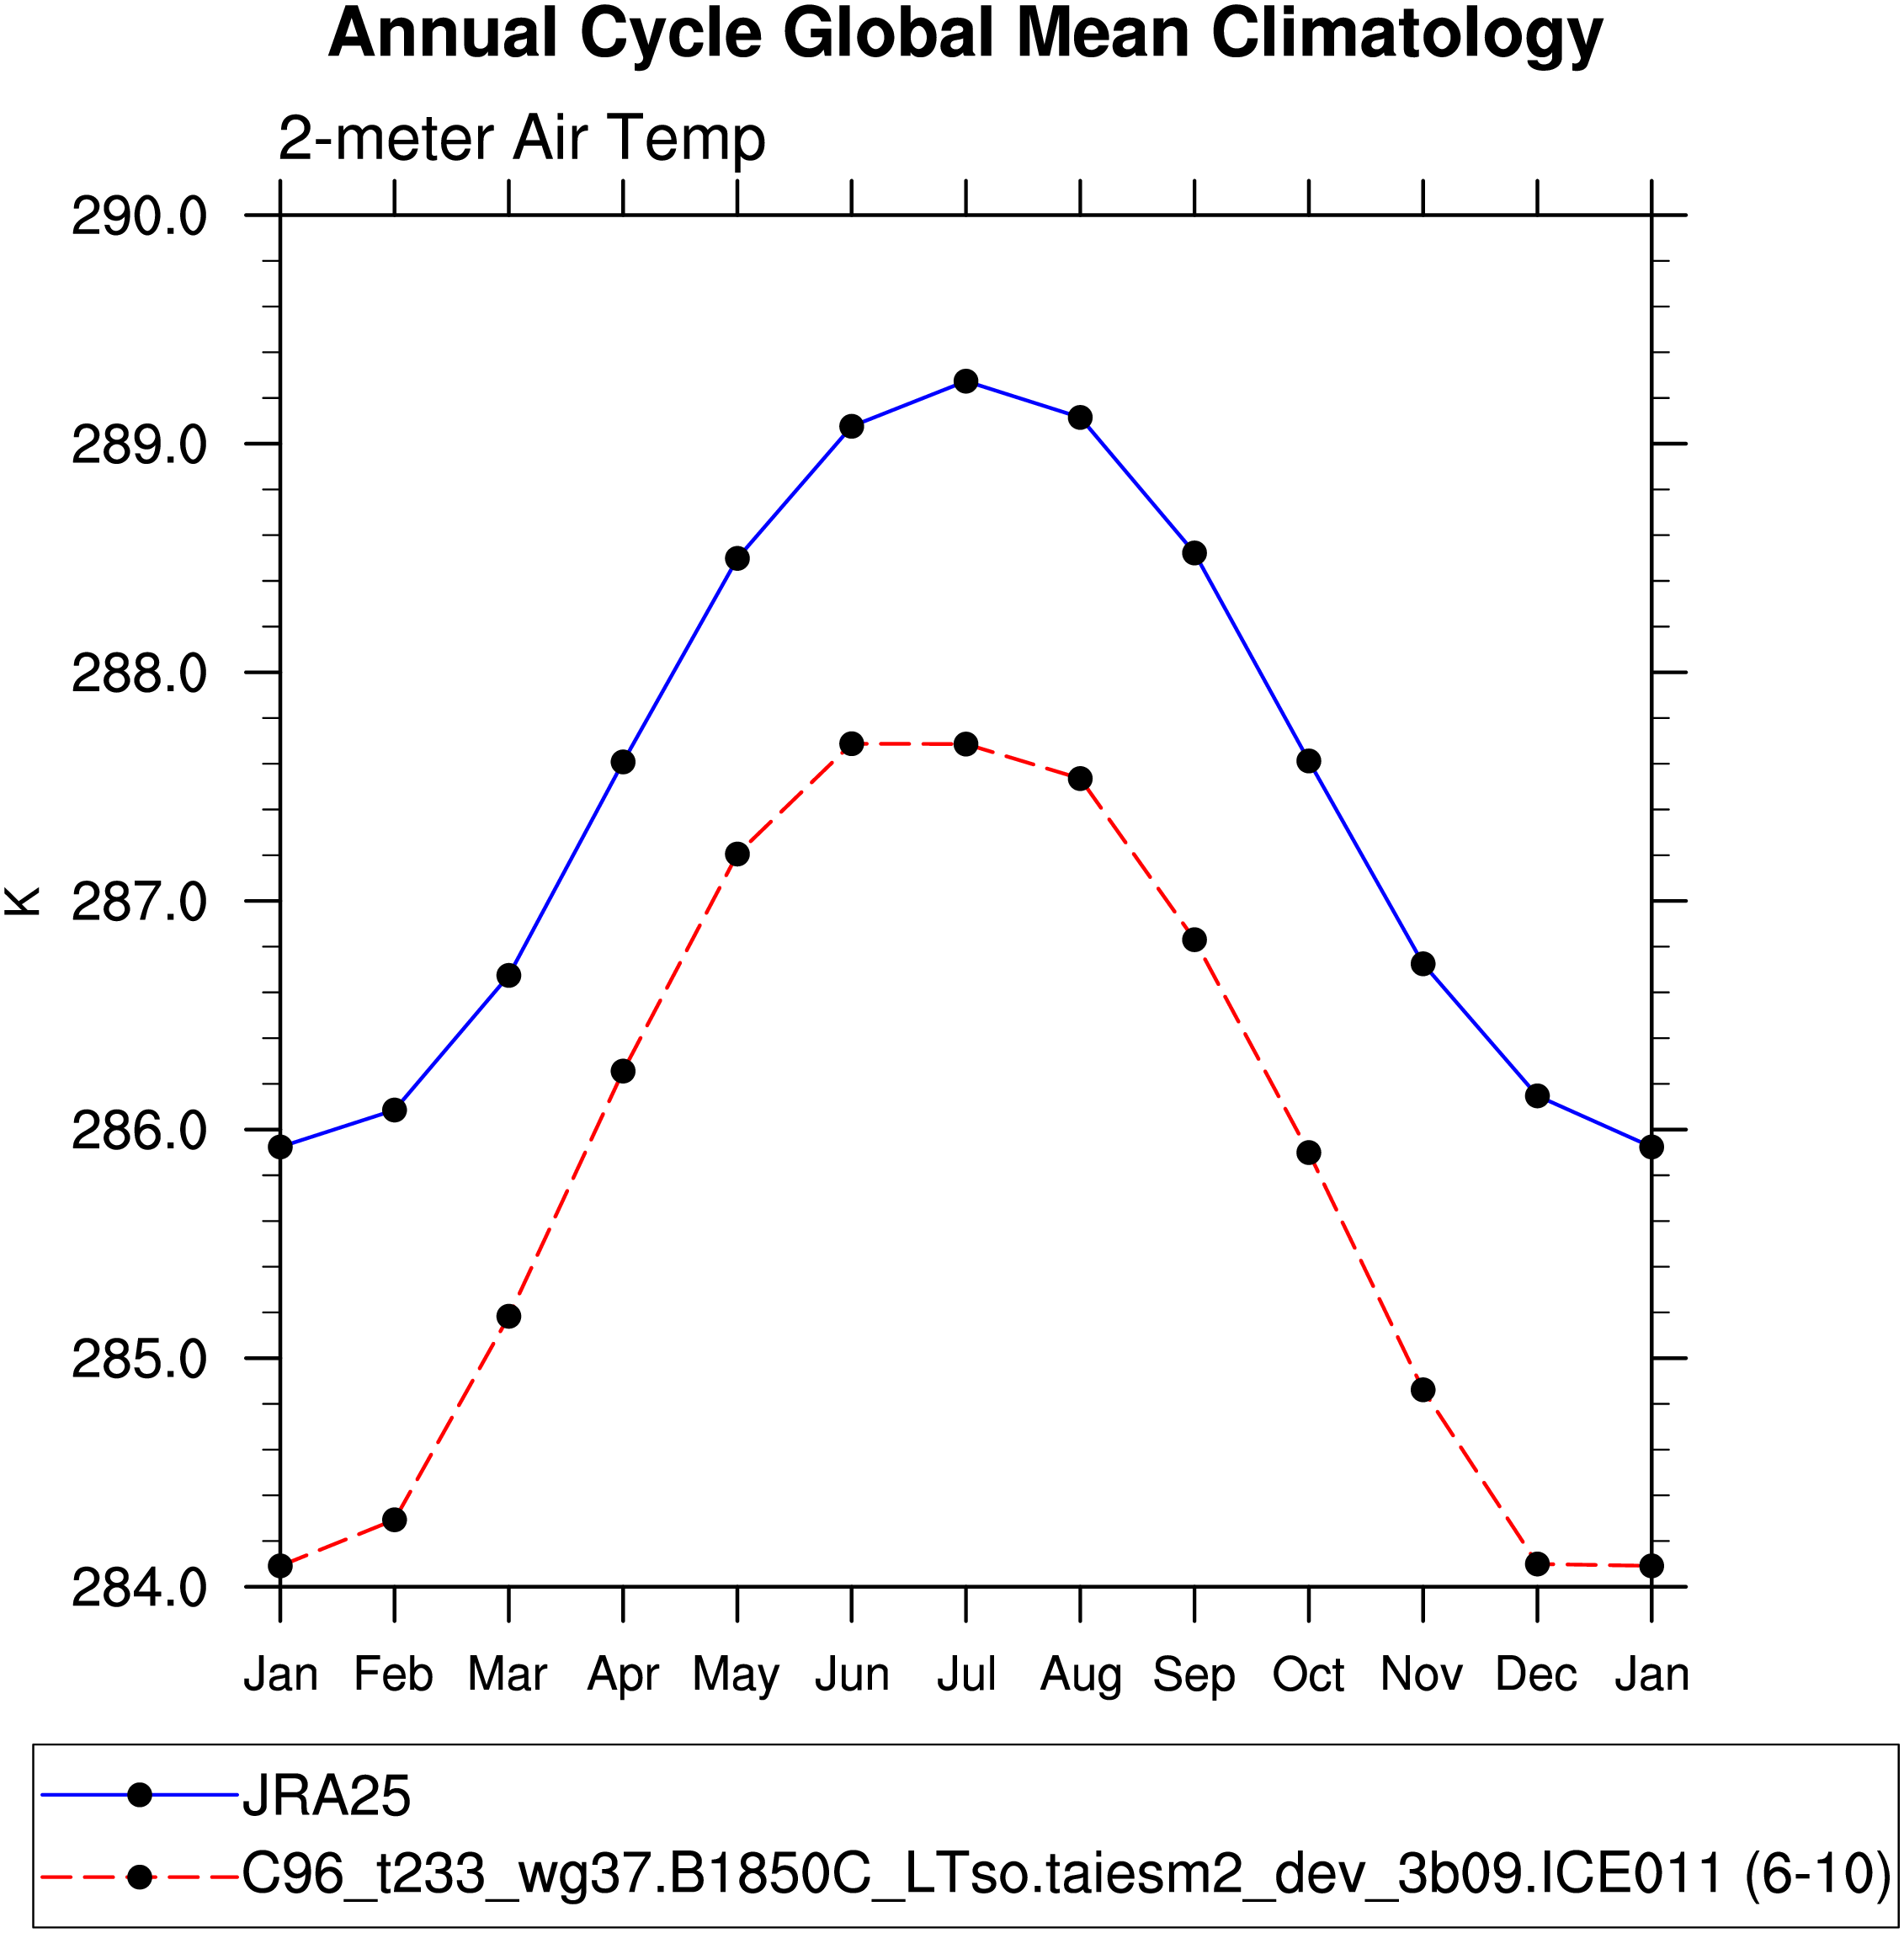 Annual Cycle Global Mean Climatology
2-meter Air Temp
290.0
289.0
288.0
287.0
286.0
285.0
284.0
K
Jan Feb Mar Apr May Jun Jul Aug Sep Oct Nov Dec Jan
JRA25
C96_t233_wg37.B1850C_LTso.taiesm2_dev_3b09.ICE011 (6-10)